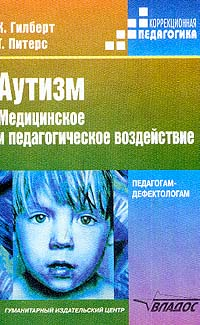 К. Гилберт
Т. Питерс
КОРРЕКЦИОННАЯ
ПЕДАГОГИКА
Аутизм
Медицинское
и педагогическое воздействие
ПЕДАГОГАМ-
ДЕФЕКТОЛОГАМ
ГУМАНИТАРНЫЙ ИЗДАТЕЛЬСКИЙ ЦЕНТР
ВЛАДОС